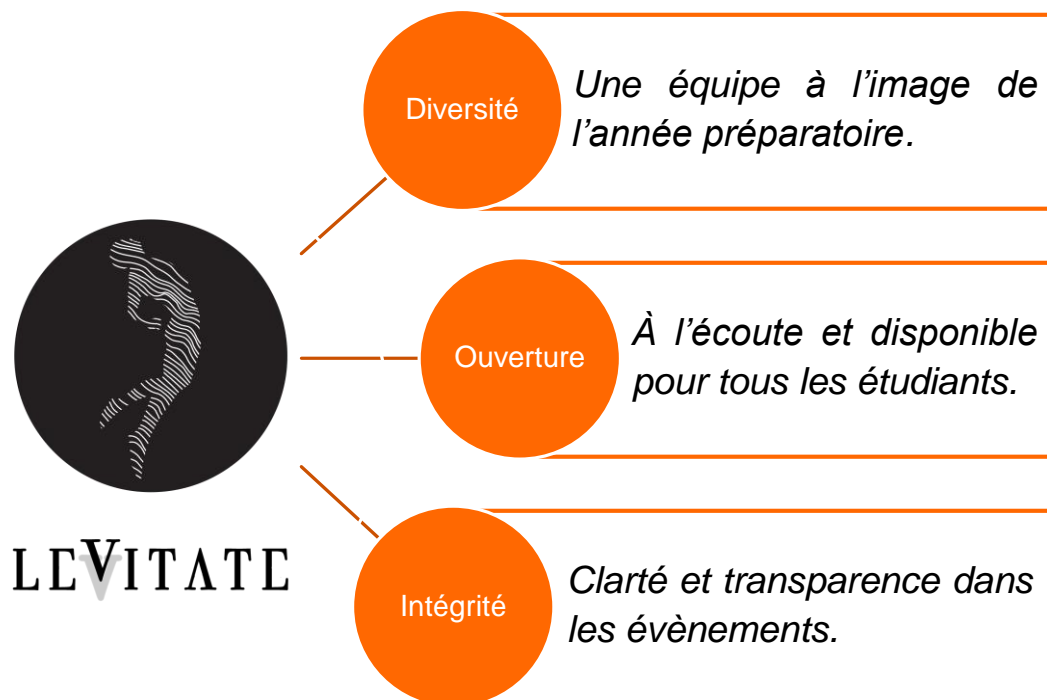 Diversité
Une équipe à l’image de
l’année préparatoire.
Ouverture
À l’écoute et disponible
pour tous les étudiants.
LEVITATE
Intégrité
Clarté et transparence dans
les évènements.